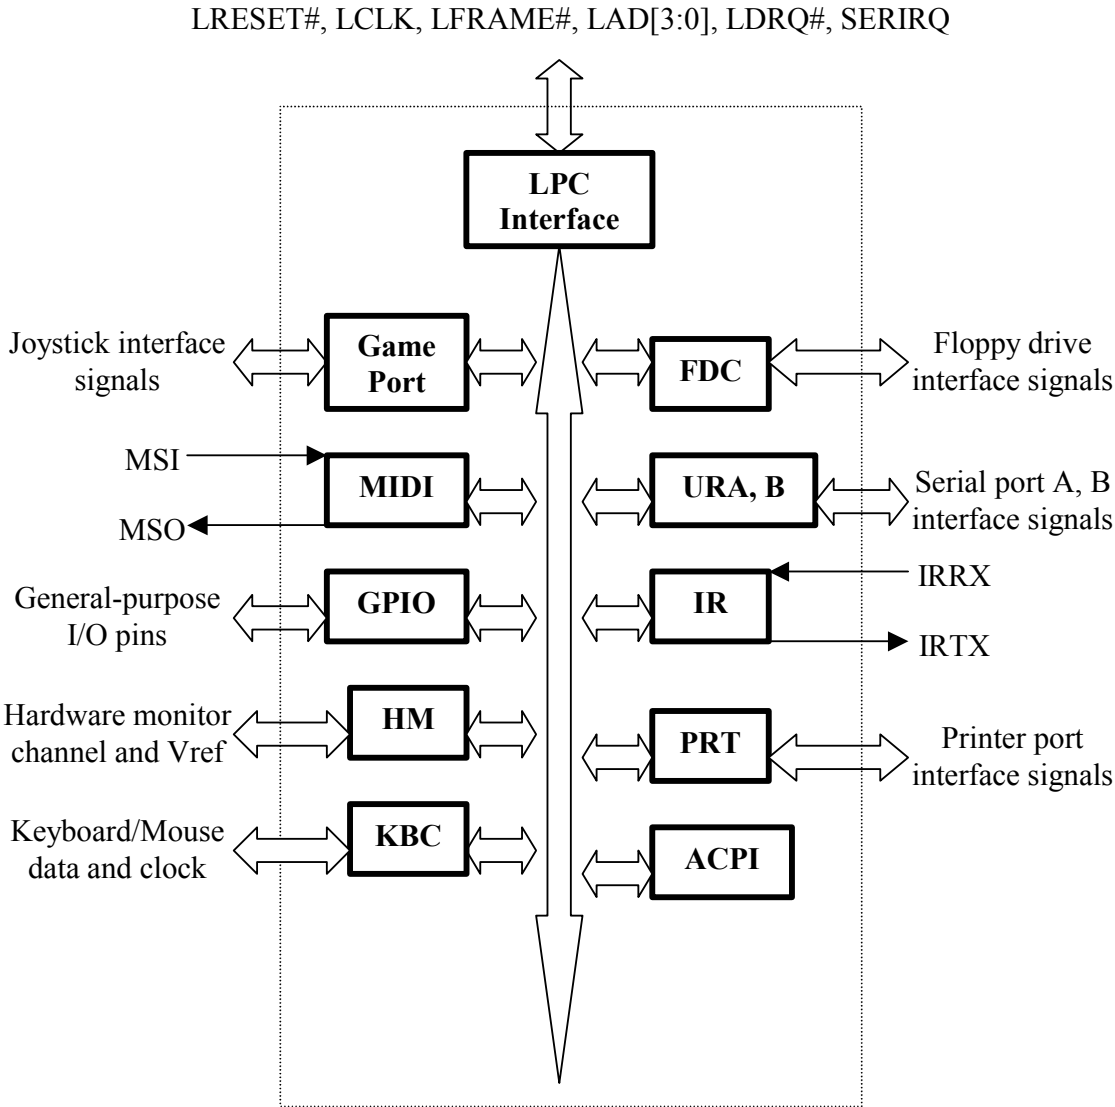 LRESET#, LCLK, LFRAME#, LAD[3:0], LDRQ#, SERIRQ
LPC
Interface
Joystick interface
signals
Game
Port
FDC
Floppy drive
interface signals
MSI
MSO
MIDI
URA, B
Serial port A, B
interface signals
General-purpose
I/O pins
GPIO
IR
IRRX
IRTX
Hardware monitor
channel and Vref
HM
PRT
Printer port
interface signals
Keyboard/Mouse
data and clock
KBC
ACPI